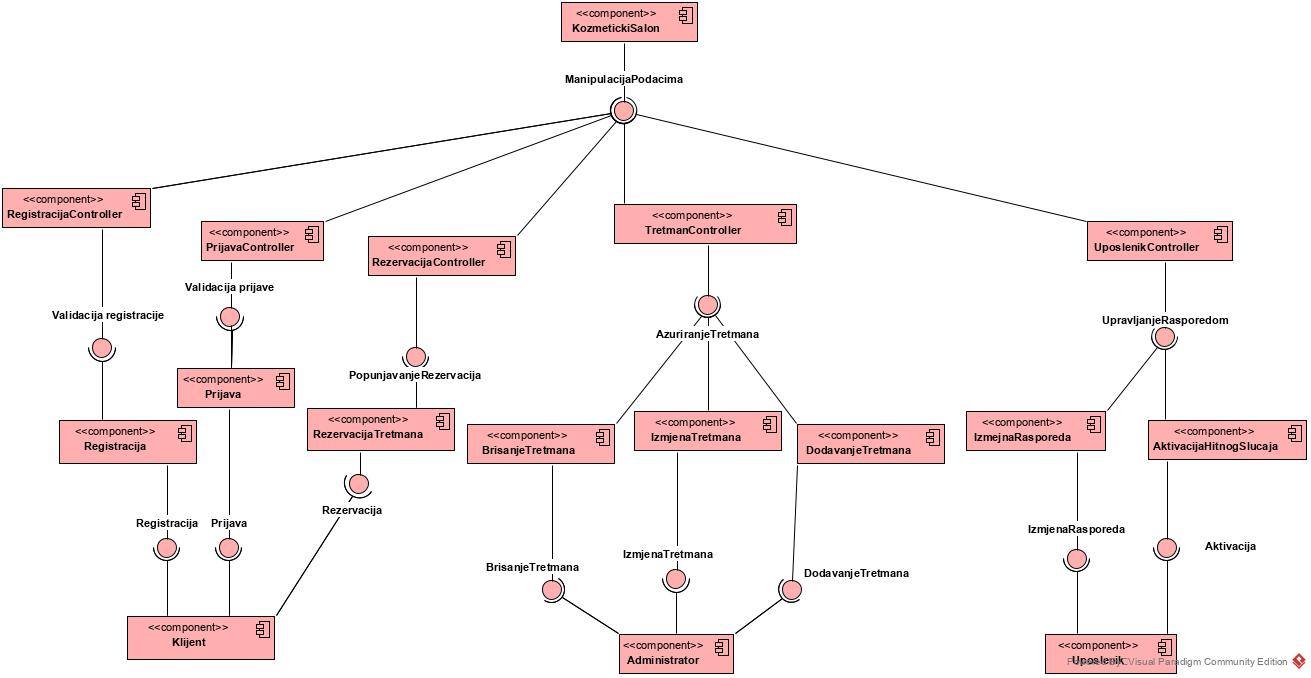 <<component>>
KozmetickiSalon
ManipulacijaPodacima
<<component>>
RegistracijaController
<<component>>
PrijavaController
<<component>>
RezervacijaController
<<component>>
TretmanController
<<component>>
UposlenikController
Validacija registracije
Validacija prijave
PopunjavanjeRezervacija
AzuriranjeTretmana
UpravljanjeRasporedom
<<component>>
Registracija
<<component>>
Prijava
<<component>>
RezervacijaTretmana
<<component>>
BrisanjeTretmana
<<component>>
IzmjenaTretmana
<<component>>
DodavanjeTretmana
<<component>>
IzmejnaRasporeda
<<component>>
AktivacijaHitnogSlucaja
Registracija
Prijava
Rezervacija
BrisanjeTretmana
IzmjenaTretmana
DodavanjeTretmana
IzmjenaRasporeda
Aktivacija
<<component>>
Klijent
<<component>>
Administrator
<<component>>
Uposlenik
Powered By Visual Paradigm Community Edition